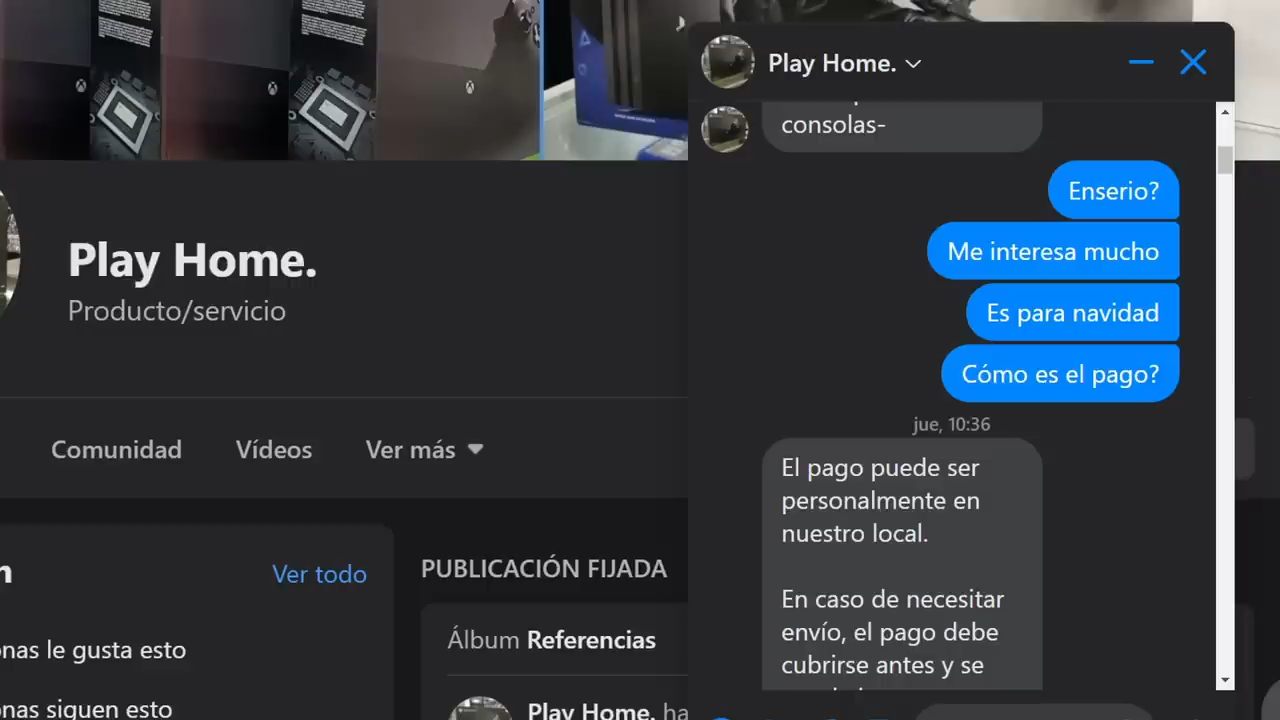 Play Home.
consolas-
Enserio?
Me interesa mucho
Es para navidad
Cómo es el pago?
jue, 10:36
El pago puede ser
personalmente en
nuestro local.
En caso de necesitar
envío, el pago debe
cubrirse antes y se
Play Home.
Producto/servicio
Comunidad
Vídeos
Ver más
Ver todo
nas le gusta esto
nas siguen esto
PUBLICACIÓN FIJADA
Álbum Referencias
Play Home. ha